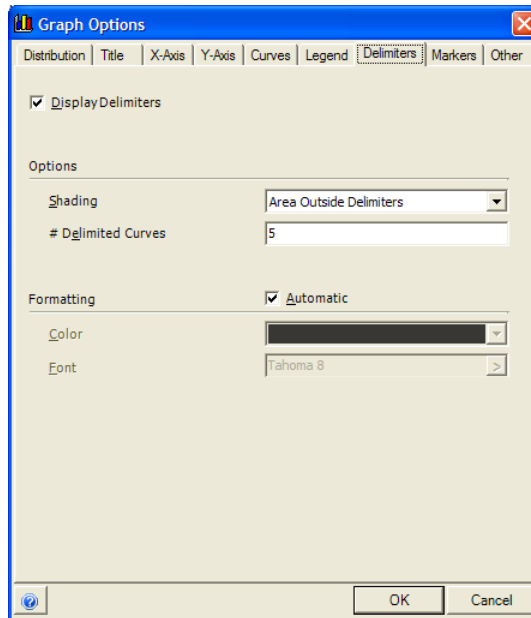 Graph Options
Distribution Title X-Axis Y-Axis Curves Legend Delimiters Markers Other
Display Delimiters
Options
Shading Area Outside Delimiters
# Delimited Curves 5
Formatting Automatic
Color
Font Tahoma 8 >
? OK Cancel